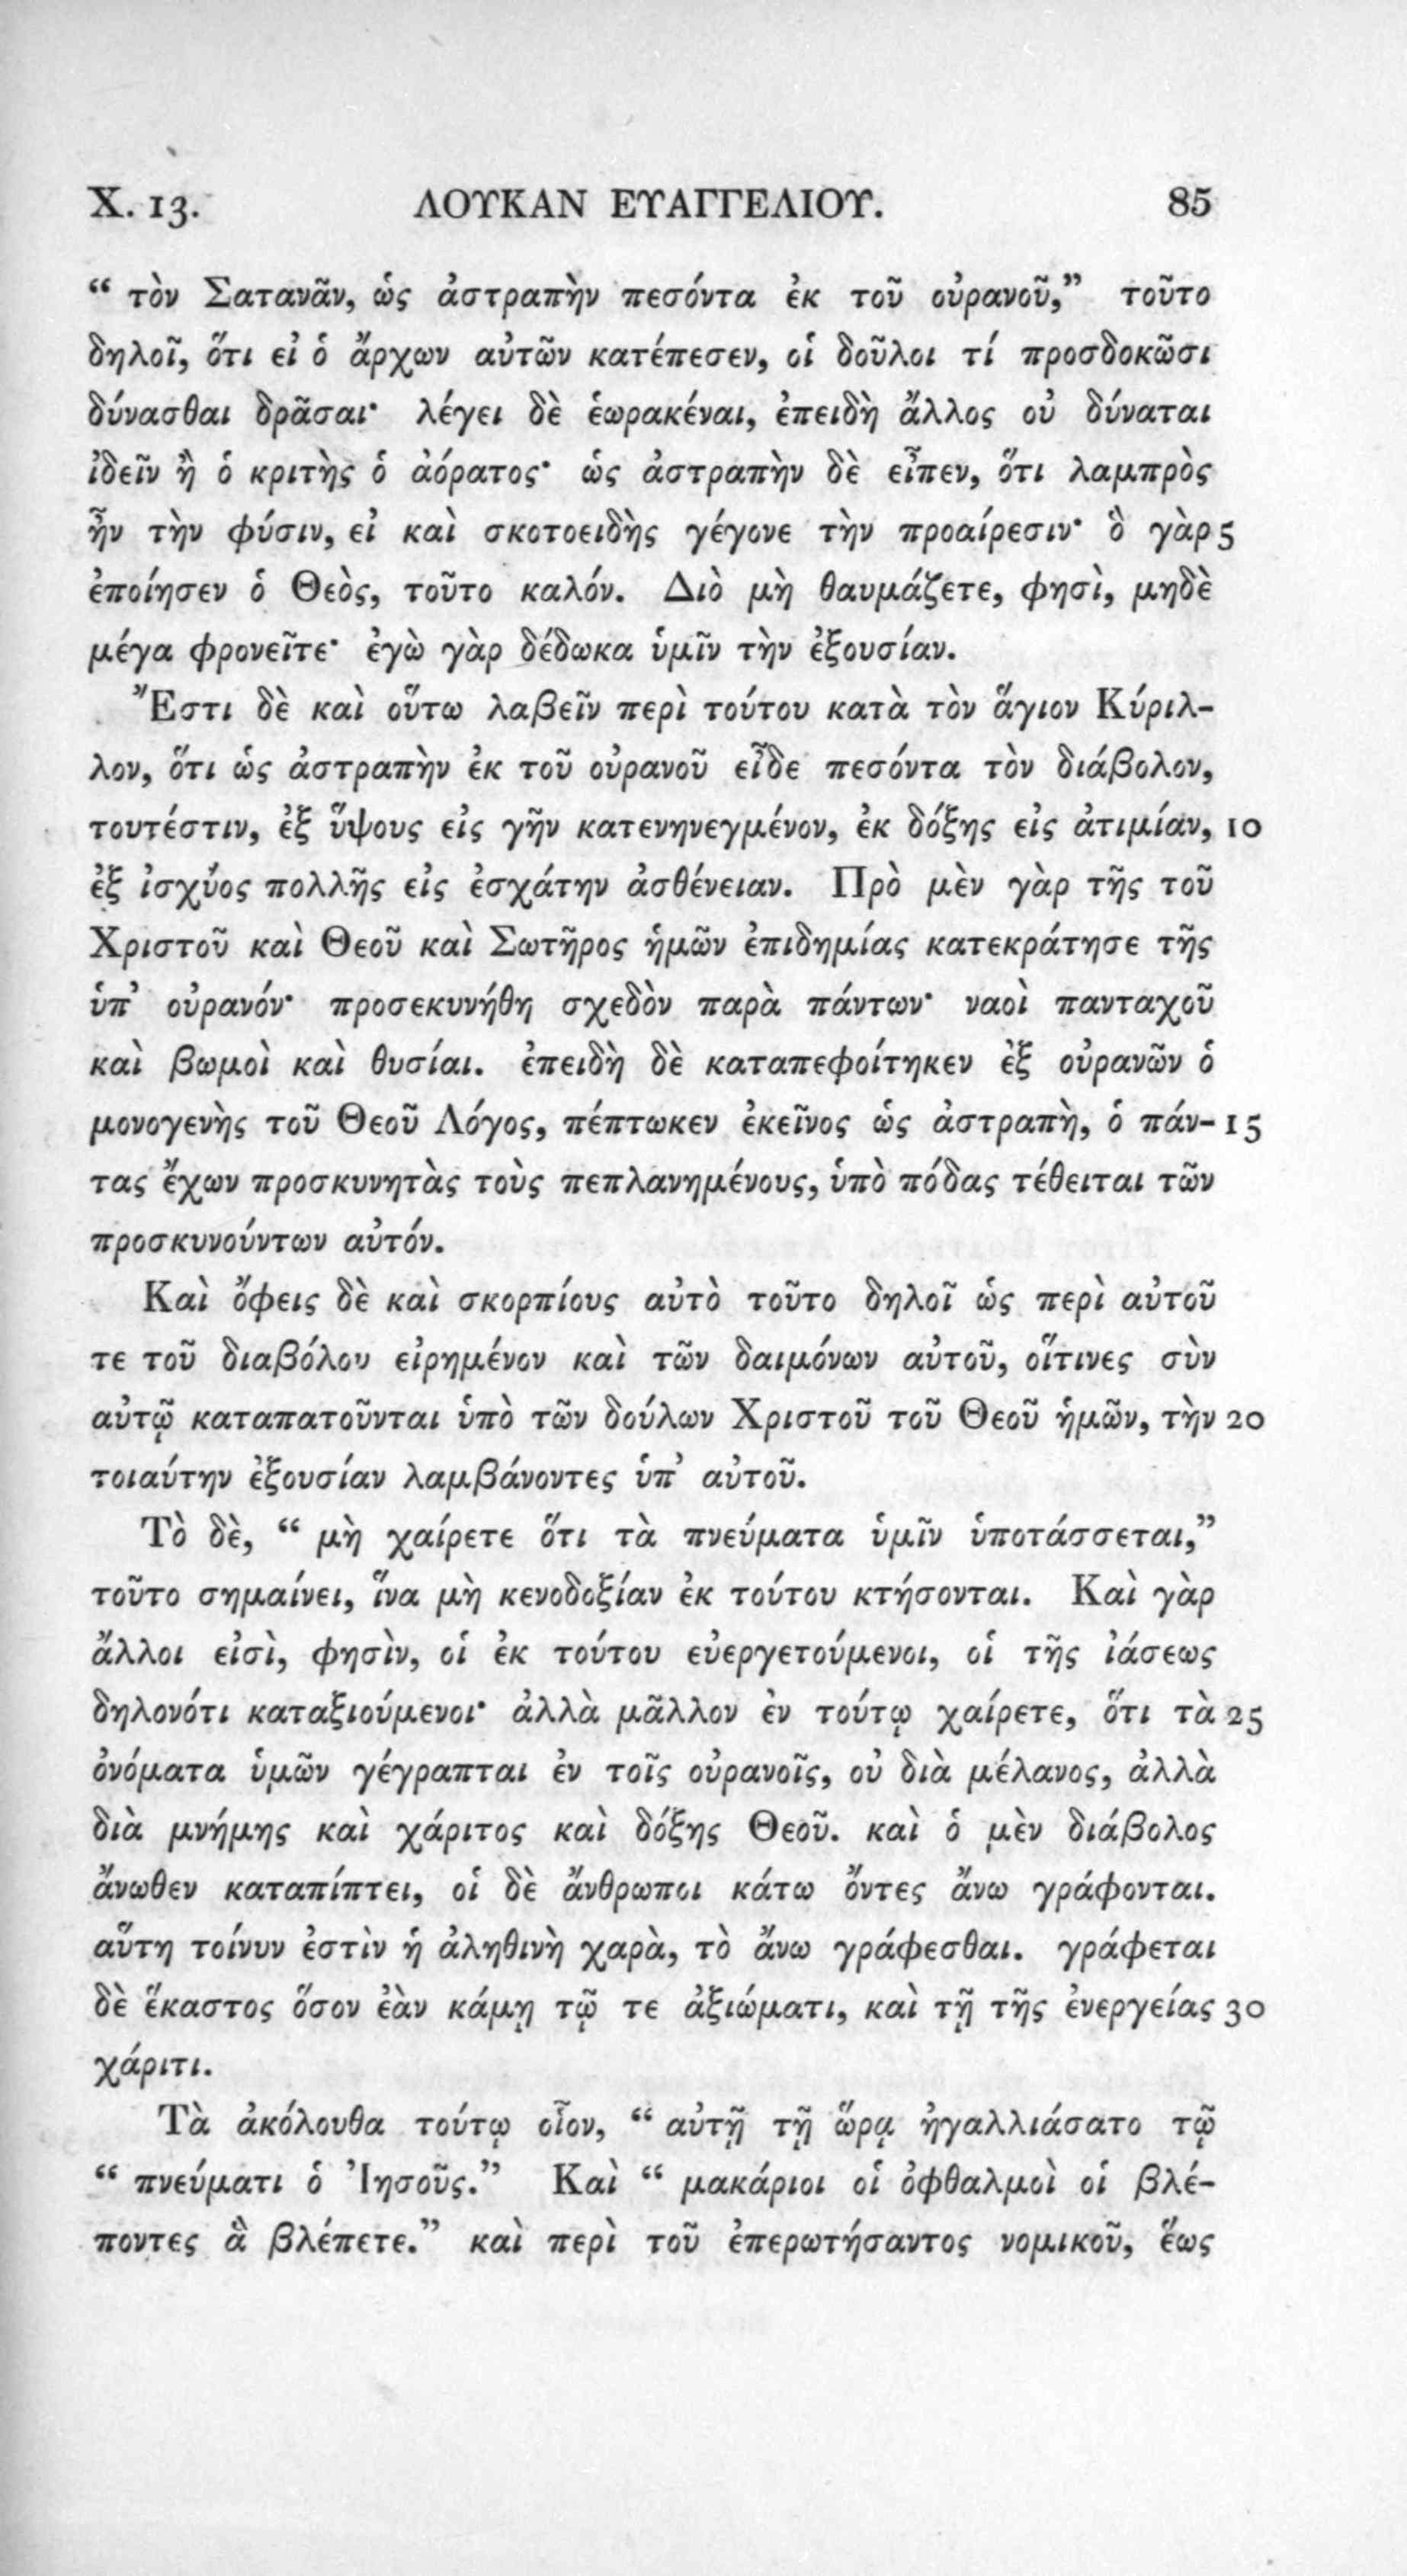 Χ. 13. ΛΟΥΚΑΝ ΕΥΑΓΓΕΛΙΟΥ. 85
“ τὸν Σατανᾶν, ὡς ἀστραπὴν πεσόντα ἐκ τοῦ οὐρανοῦ,” τοῦτο
δηλοῖ, ὅτι εἰ ὁ ἄρχων αὐτῶν κατέπεσεν, οἱ δοῦλοι τί προσδοκῶσι
δύνασθαι δρᾶσαι· λέγει δὲ ἑωρακέναι, ἐπειδὴ ἄλλος οὐ δύναται
ἰδεῖν ἢ ὁ κριτὴς ὁ ἀόρατος· ὡς ἀστραπὴν δὲ εἶπεν, ὅτι λαμπρὸς
ἦν τὴν φύσιν, εἰ καὶ σκοτοειδὴς γέγονε τὴν προαίρεσιν· ὃ γὰρ 5
ἐποίησεν ὁ Θεὸς, τοῦτο καλόν. Διὸ μὴ θαυμάζετε, φησὶ, μηδὲ
μέγα φρονεῖτε· ἐγὼ γὰρ δέδωκα ὑμῖν τὴν ἐξουσίαν.
Ἔστι δὲ καὶ οὕτω λαβεῖν περὶ τούτου κατὰ τὸν ἅγιον Κύριλ-
λον, ὅτι ὡς ἀστραπὴν ἐκ τοῦ οὐρανοῦ εἶδε πεσόντα τὸν διάβολον,
τουτέστιν, ἐξ ὕψους εἰς γῆν κατενηνεγμένον, ἐκ δόξης εἰς ἀτιμίαν, 10
ἐξ ἰσχύος πολλῆς εἰς ἐσχάτην ἀσθένειαν. Πρὸ μὲν γὰρ τῆς τοῦ
Χριστοῦ καὶ Θεοῦ καὶ Σωτῆρος ἡμῶν ἐπιδημίας κατεκράτησε τῆς
ὑπ’ οὐρανόν· προσεκυνήθη σχεδὸν παρὰ πάντων· ναοὶ πανταχοῦ
καὶ βωμοὶ καὶ θυσίαι. ἐπειδὴ δὲ καταπεφοίτηκεν ἐξ οὐρανῶν ὁ
μονογενὴς τοῦ Θεοῦ Λόγος, πέπτωκεν ἐκεῖνος ὡς ἀστραπὴ, ὁ πάν- 15
τας ἔχων προσκυνητὰς τοὺς πεπλανημένους, ὑπὸ πόδας τέθειται τῶν
προσκυνούντων αὐτόν.
Καὶ ὄφεις δὲ καὶ σκορπίους αὐτὸ τοῦτο δηλοῖ ὡς περὶ αὐτοῦ
τε τοῦ διαβόλου εἰρημένον καὶ τῶν δαιμόνων αὐτοῦ, οἵτινες σὺν
αὐτῷ καταπατοῦνται ὑπὸ τῶν δούλων Χριστοῦ τοῦ Θεοῦ ἡμῶν, τὴν 20
τοιαύτην ἐξουσίαν λαμβάνοντες ὑπ’ αὐτοῦ.
Τὸ δὲ, “ μὴ χαίρετε ὅτι τὰ πνεύματα ὑμῖν ὑποτάσσεται,”
τοῦτο σημαίνει, ἵνα μὴ κενοδοξίαν ἐκ τούτου κτήσονται. Καὶ γὰρ
ἄλλοι εἰσὶ, φησὶν, οἱ ἐκ τούτου εὐεργετούμενοι, οἱ τῆς ἰάσεως
δηλονότι καταξιούμενοι· ἀλλὰ μᾶλλον ἐν τούτῳ χαίρετε, ὅτι τὰ 25
ὀνόματα ὑμῶν γέγραπται ἐν τοῖς οὐρανοῖς, οὐ διὰ μέλανος, ἀλλὰ
διὰ μνήμης καὶ χάριτος καὶ δόξης Θεοῦ. καὶ ὁ μὲν διάβολος
ἄνωθεν καταπίπτει, οἱ δὲ ἄνθρωποι κάτω ὄντες ἄνω γράφονται.
αὕτη τοίνυν ἐστὶν ἡ ἀληθινὴ χαρὰ, τὸ ἄνω γράφεσθαι. γράφεται
δὲ ἕκαστος ὅσον ἐὰν κάμῃ τῷ τε ἀξιώματι, καὶ τῇ τῆς ἐνεργείας 30
χάριτι.
Τὰ ἀκόλουθα τούτῳ οἷον, “ αὐτῇ τῇ ὥρᾳ ἠγαλλιάσατο τῷ
“ πνεύματι ὁ Ἰησοῦς.” Καὶ “ μακάριοι οἱ ὀφθαλμοὶ οἱ βλέ-
ποντες ἃ βλέπετε.” καὶ περὶ τοῦ ἐπερωτήσαντος νομικοῦ, ἕως